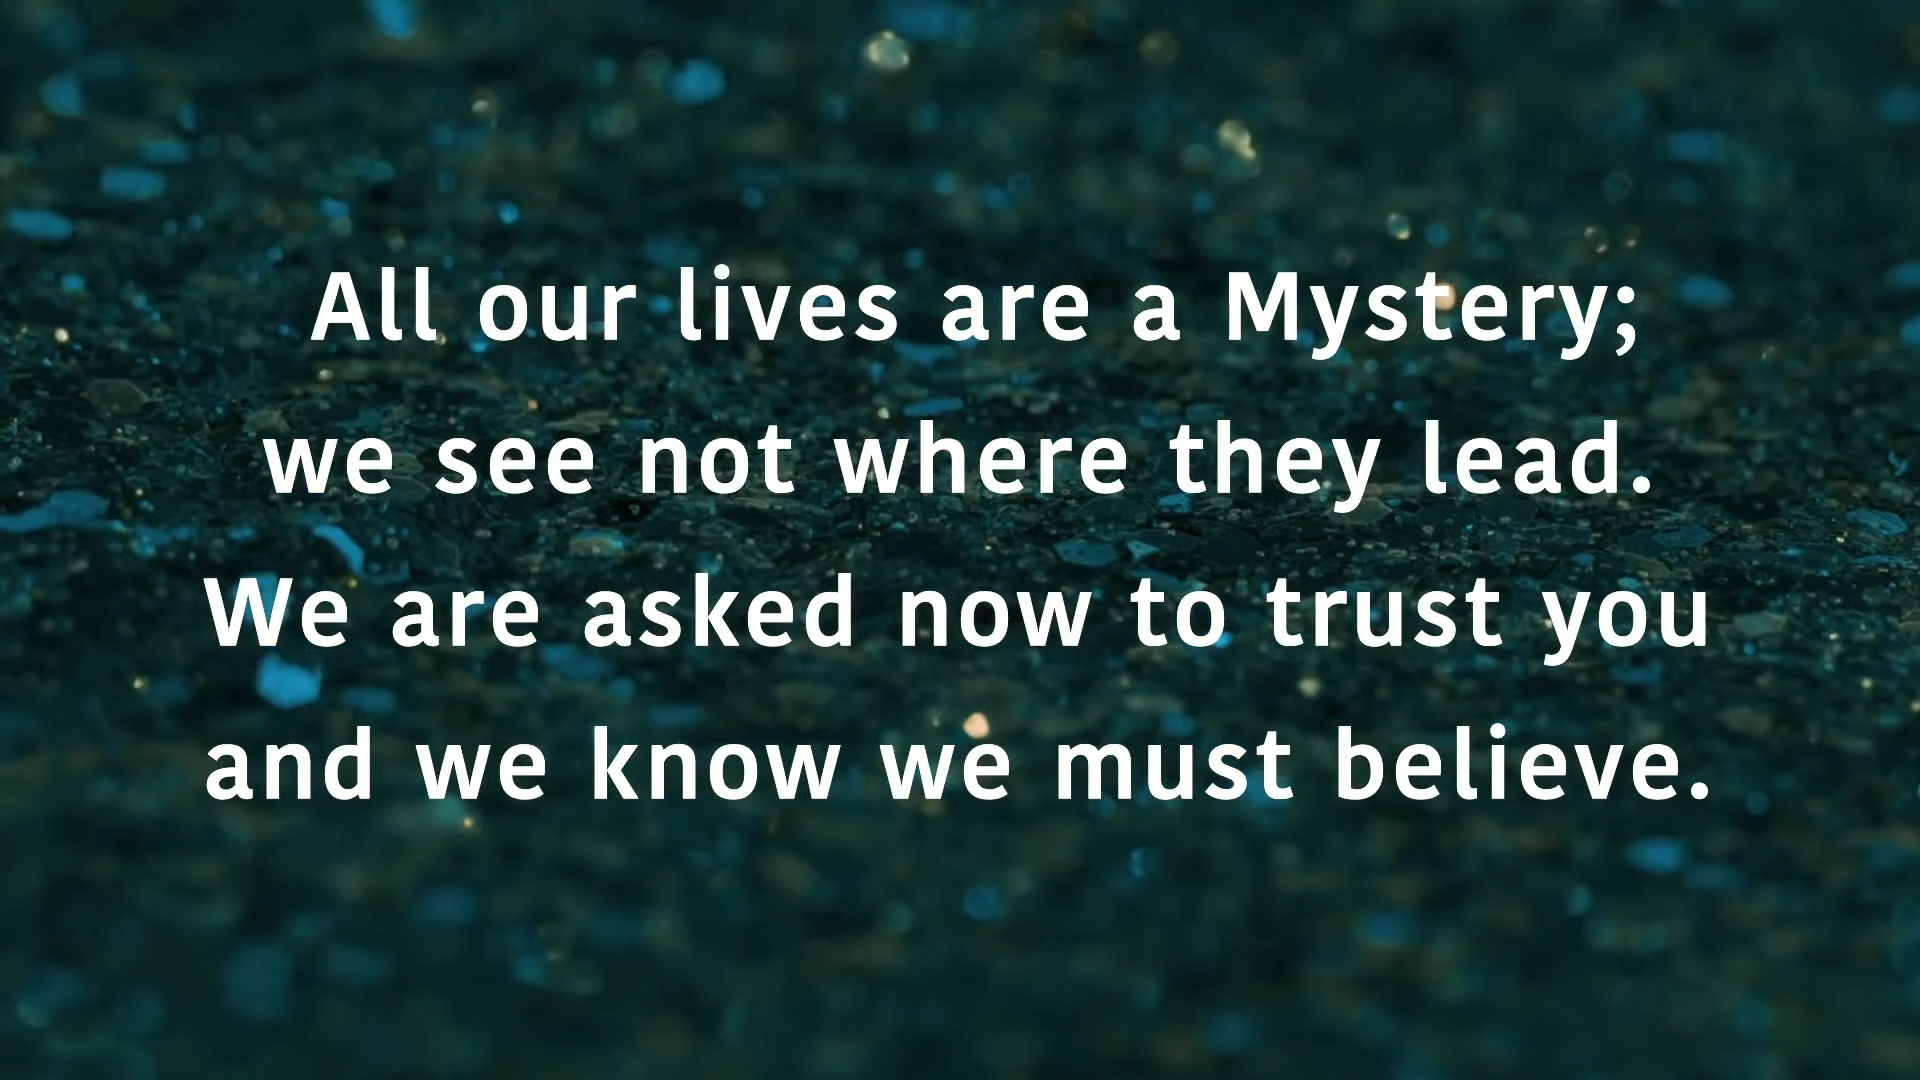 All our lives are a Mystery;
we see not where they lead.
We are asked now to trust you
and we know we must believe.